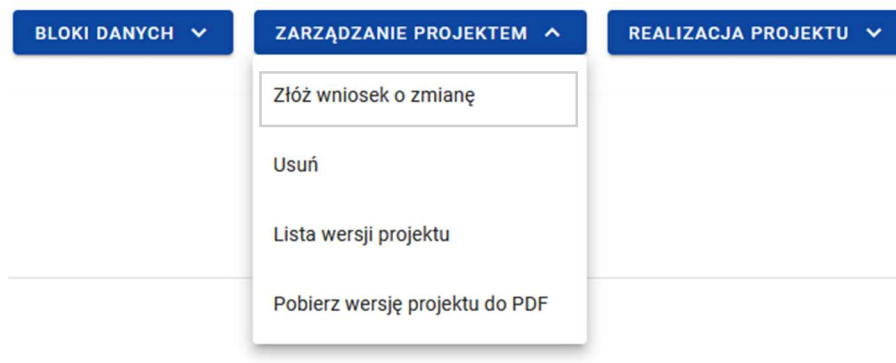 BLOKI DANYCH
ZARZĄDZANIE PROJEKTEM
REALIZACJA PROJEKTU
Złóż wniosek o zmianę
Usuń
Lista wersji projektu
Pobierz wersję projektu do PDF